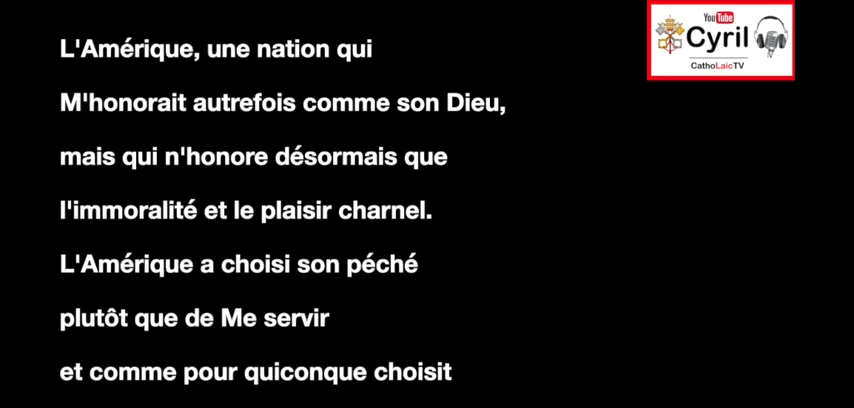 YouTube
Cyril
CathoLaicTV
L'Amérique, une nation qui
M'honorait autrefois comme son Dieu,
mais qui n'honore désormais que
l'immoralité et le plaisir charnel.
L'Amérique a choisi son péché
plutôt que de Me servir
et comme pour quiconque choisit